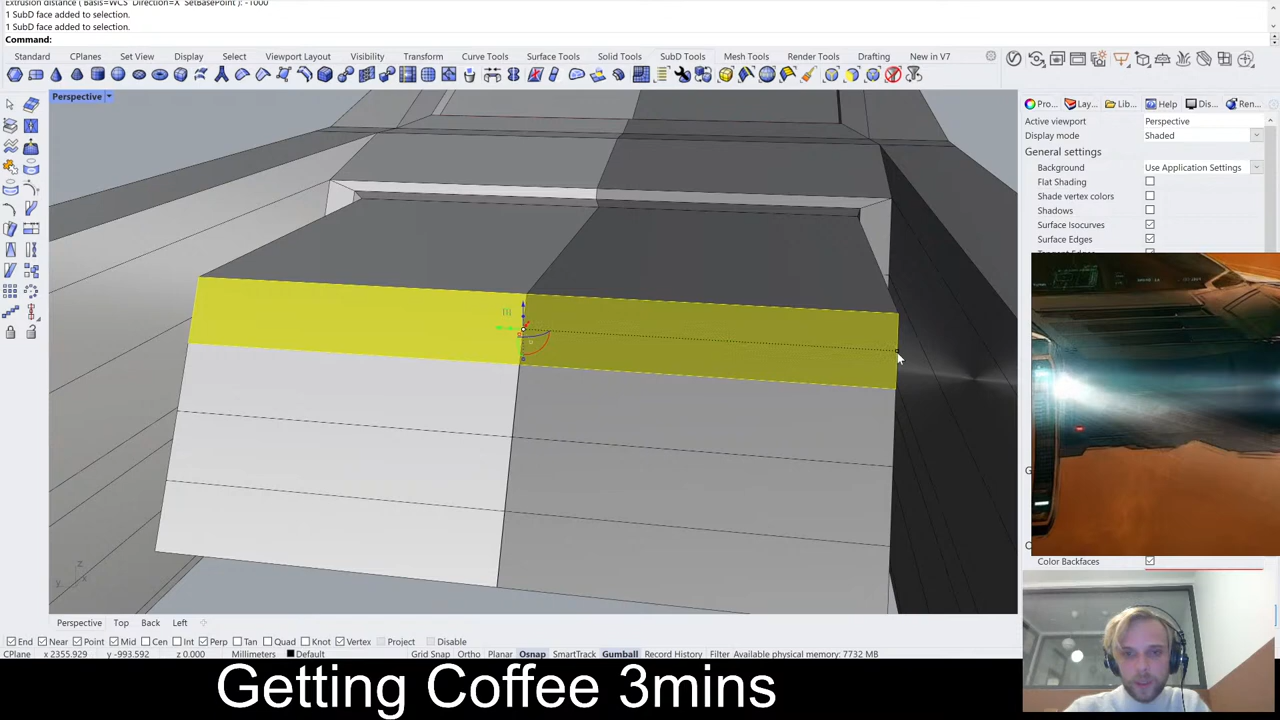 Extrusion distance ( Basis=WCS Direction=X SetBasePoint ): -1000
1 SubD face added to selection.
1 SubD face added to selection.
Command:
Standard CPlanes Set View Display Select Viewport Layout Visibility Transform Curve Tools Surface Tools Solid Tools SubD Tools Mesh Tools Render Tools Drafting New in V7
Perspective
Pro... Lay... Lib... Help Dis... Ren...
Active viewport Perspective
Display mode Shaded
General settings
Background Use Application Settings
Flat Shading
Shade vertex colors
Shadows
Surface Isocurves
Surface Edges
Color Backfaces
z
y x
Perspective Top Back Left
End Near Point Mid Cen Int Perp Tan Quad Knot Vertex Project Disable
CPlane x 2355.929 y -993.592 z 0.000 Millimeters Default Grid Snap Ortho Planar Osnap SmartTrack Gumball Record History Filter Available physical memory: 7732 MB
Getting Coffee 3mins